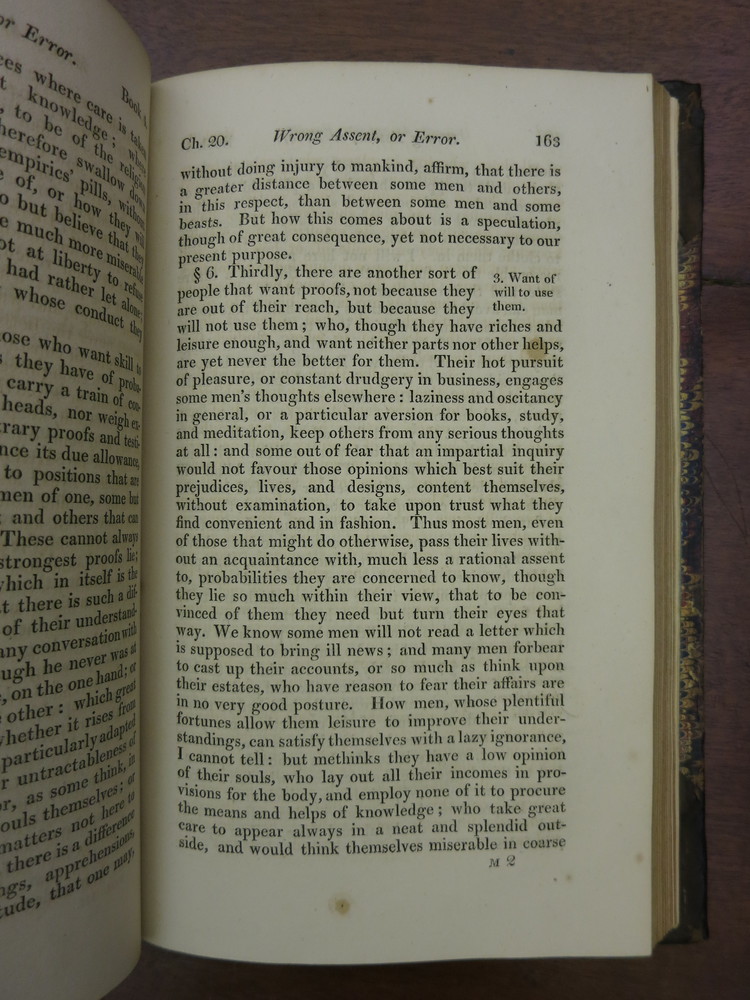 or Error.
Book
ces where care is taken
t knowledge; whose
, to be of the religion
herefore swallow down
empirics' pills, without
e of, or how they will
o but believe that they
e much more miserable
ot at liberty to refuse
had rather let alone;
whose conduct they
ose who want skill to
s they have of proba-
carry a train of con-
heads, nor weigh ex-
rary proofs and testi-
nce its due allowance,
to positions that are
men of one, some but
and others that can
These cannot always
strongest proofs lie;
hich in itself is the
t there is such a dif-
of their understand-
any conversation with
ugh he never was at
, on the one hand; or
other: which great
hether it rises from
particularly adapted
r untractableness of
or, as some think, in
ouls themselves; or
matters not here to
there is a difference
ngs, apprehensions,
tude, that one may,
Ch. 20. Wrong Assent, or Error. 163
without doing injury to mankind, affirm, that there is
a greater distance between some men and others,
in this respect, than between some men and some
beasts. But how this comes about is a speculation,
though of great consequence, yet not necessary to our
present purpose.
§ 6. Thirdly, there are another sort of
people that want proofs, not because they
are out of their reach, but because they
3. Want of
will to use
them.
will not use them; who, though they have riches and
leisure enough, and want neither parts nor other helps,
are yet never the better for them. Their hot pursuit
of pleasure, or constant drudgery in business, engages
some men's thoughts elsewhere: laziness and oscitancy
in general, or a particular aversion for books, study,
and meditation, keep others from any serious thoughts
at all: and some out of fear that an impartial inquiry
would not favour those opinions which best suit their
prejudices, lives, and designs, content themselves,
without examination, to take upon trust what they
find convenient and in fashion. Thus most men, even
of those that might do otherwise, pass their lives with-
out an acquaintance with, much less a rational assent
to, probabilities they are concerned to know, though
they lie so much within their view, that to be con-
vinced of them they need but turn their eyes that
way. We know some men will not read a letter which
is supposed to bring ill news; and many men forbear
to cast up their accounts, or so much as think upon
their estates, who have reason to fear their affairs are
in no very good posture. How men, whose plentiful
fortunes allow them leisure to improve their under-
standings, can satisfy themselves with a lazy ignorance,
I cannot tell: but methinks they have a low opinion
of their souls, who lay out all their incomes in pro-
visions for the body, and employ none of it to procure
the means and helps of knowledge; who take great
care to appear always in a neat and splendid out-
side, and would think themselves miserable in coarse
M 2